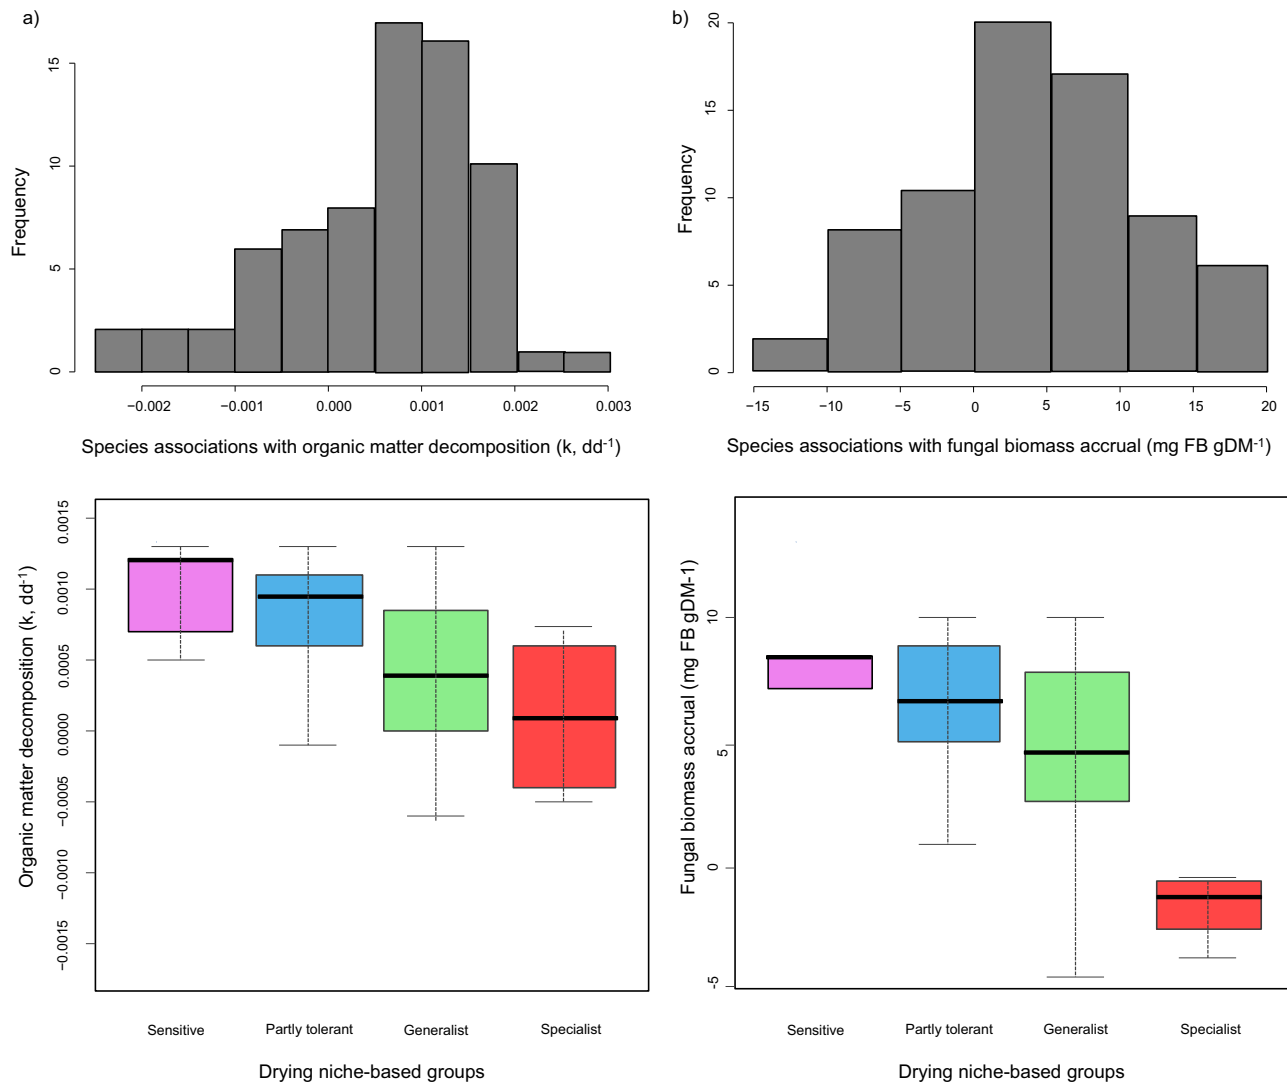 a)
Frequency
0
5
10
15
−0.002
−0.001
0.000
0.001
0.002
0.003
Species associations with organic matter decomposition (k, dd-1)
b)
Frequency
0
5
10
15
20
−15
−10
−5
0
5
10
15
20
Species associations with fungal biomass accrual (mg FB gDM-1)
Organic matter decomposition (k, dd-1)
−0.0015
−0.0010
−0.0005
0.0000
0.0005
0.0010
0.0015
Sensitive
Partly tolerant
Generalist
Specialist
Drying niche-based groups
Fungal biomass accrual (mg FB gDM-1)
-5
0
5
10
Sensitive
Partly tolerant
Generalist
Specialist
Drying niche-based groups